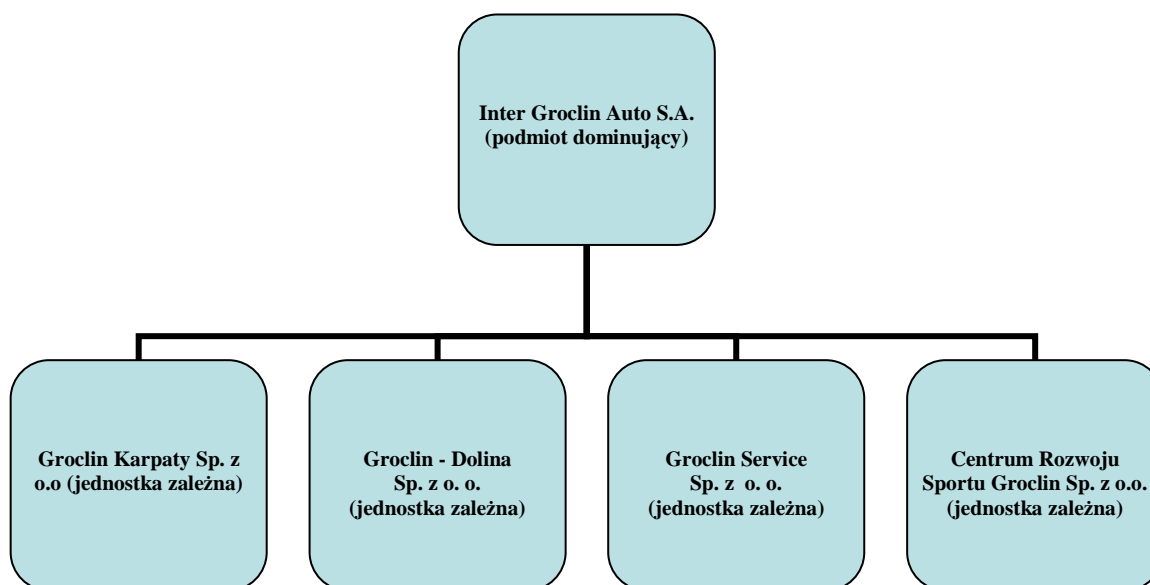 Inter Groclin Auto S.A.
(podmiot dominujący)
Groclin Karpaty Sp. z
o.o (jednostka zależna)
Groclin - Dolina
Sp. z o. o.
(jednostka zależna)
Groclin Service
Sp. z o. o.
(jednostka zależna)
Centrum Rozwoju
Sportu Groclin Sp. z o.o.
(jednostka zależna)